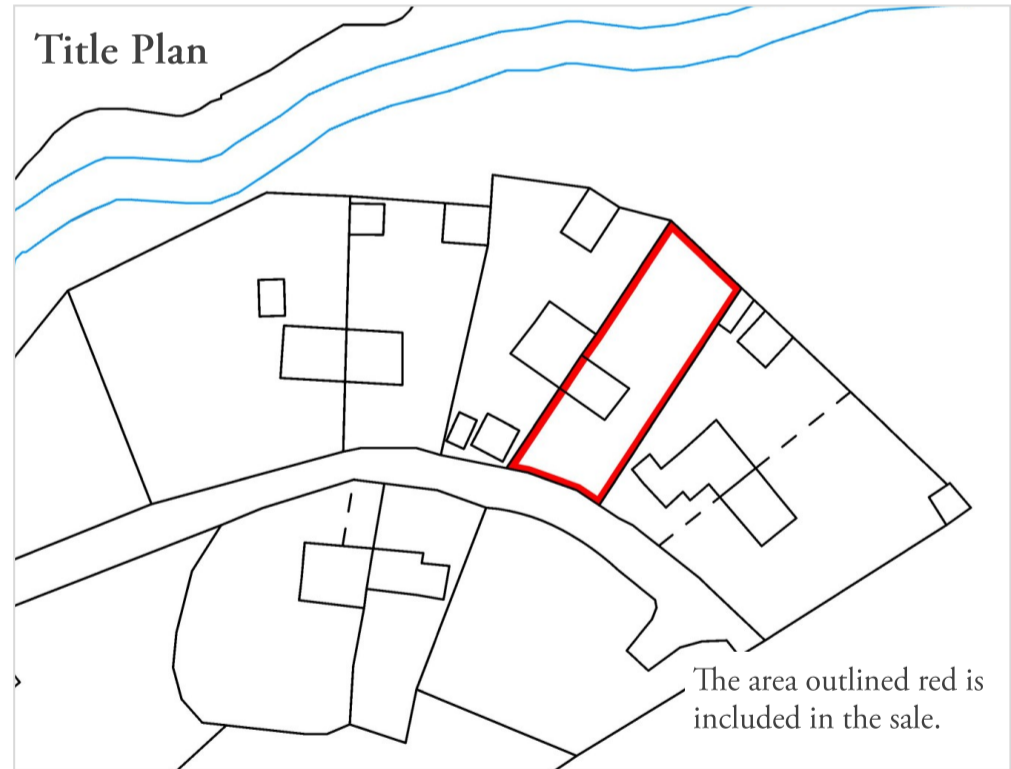 Title Plan
The area outlined red is
included in the sale.